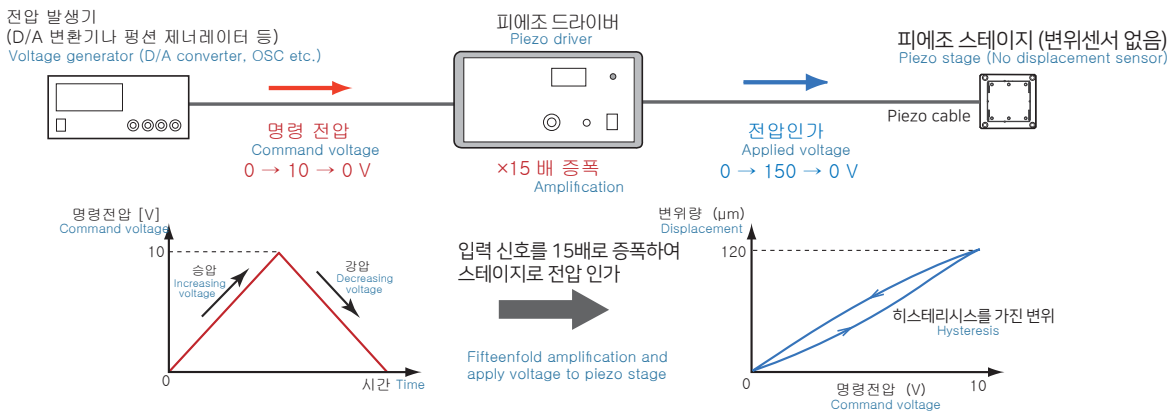 전압 발생기
(D/A 변환기나 펑션 제너레이터 등)
Voltage generator (D/A converter, OSC etc.)
피에조 드라이버
Piezo driver
피에조 스테이지 (변위센서 없음)
Piezo stage (No displacement sensor)
Piezo cable
명령 전압
Command voltage
0 → 10 → 0 V
×15 배 증폭
Amplification
전압인가
Applied voltage
0 → 150 → 0 V
명령전압 [V]
Command voltage
10
승압
Increasing
voltage
강압
Decreasing
voltage
0
시간 Time
입력 신호를 15배로 증폭하여
스테이지로 전압 인가
Fifteenfold amplification and
apply voltage to piezo stage
변위량 (μm)
Displacement
120
히스테리시스를 가진 변위
Hysteresis
0
명령전압 (V)
10
Command voltage